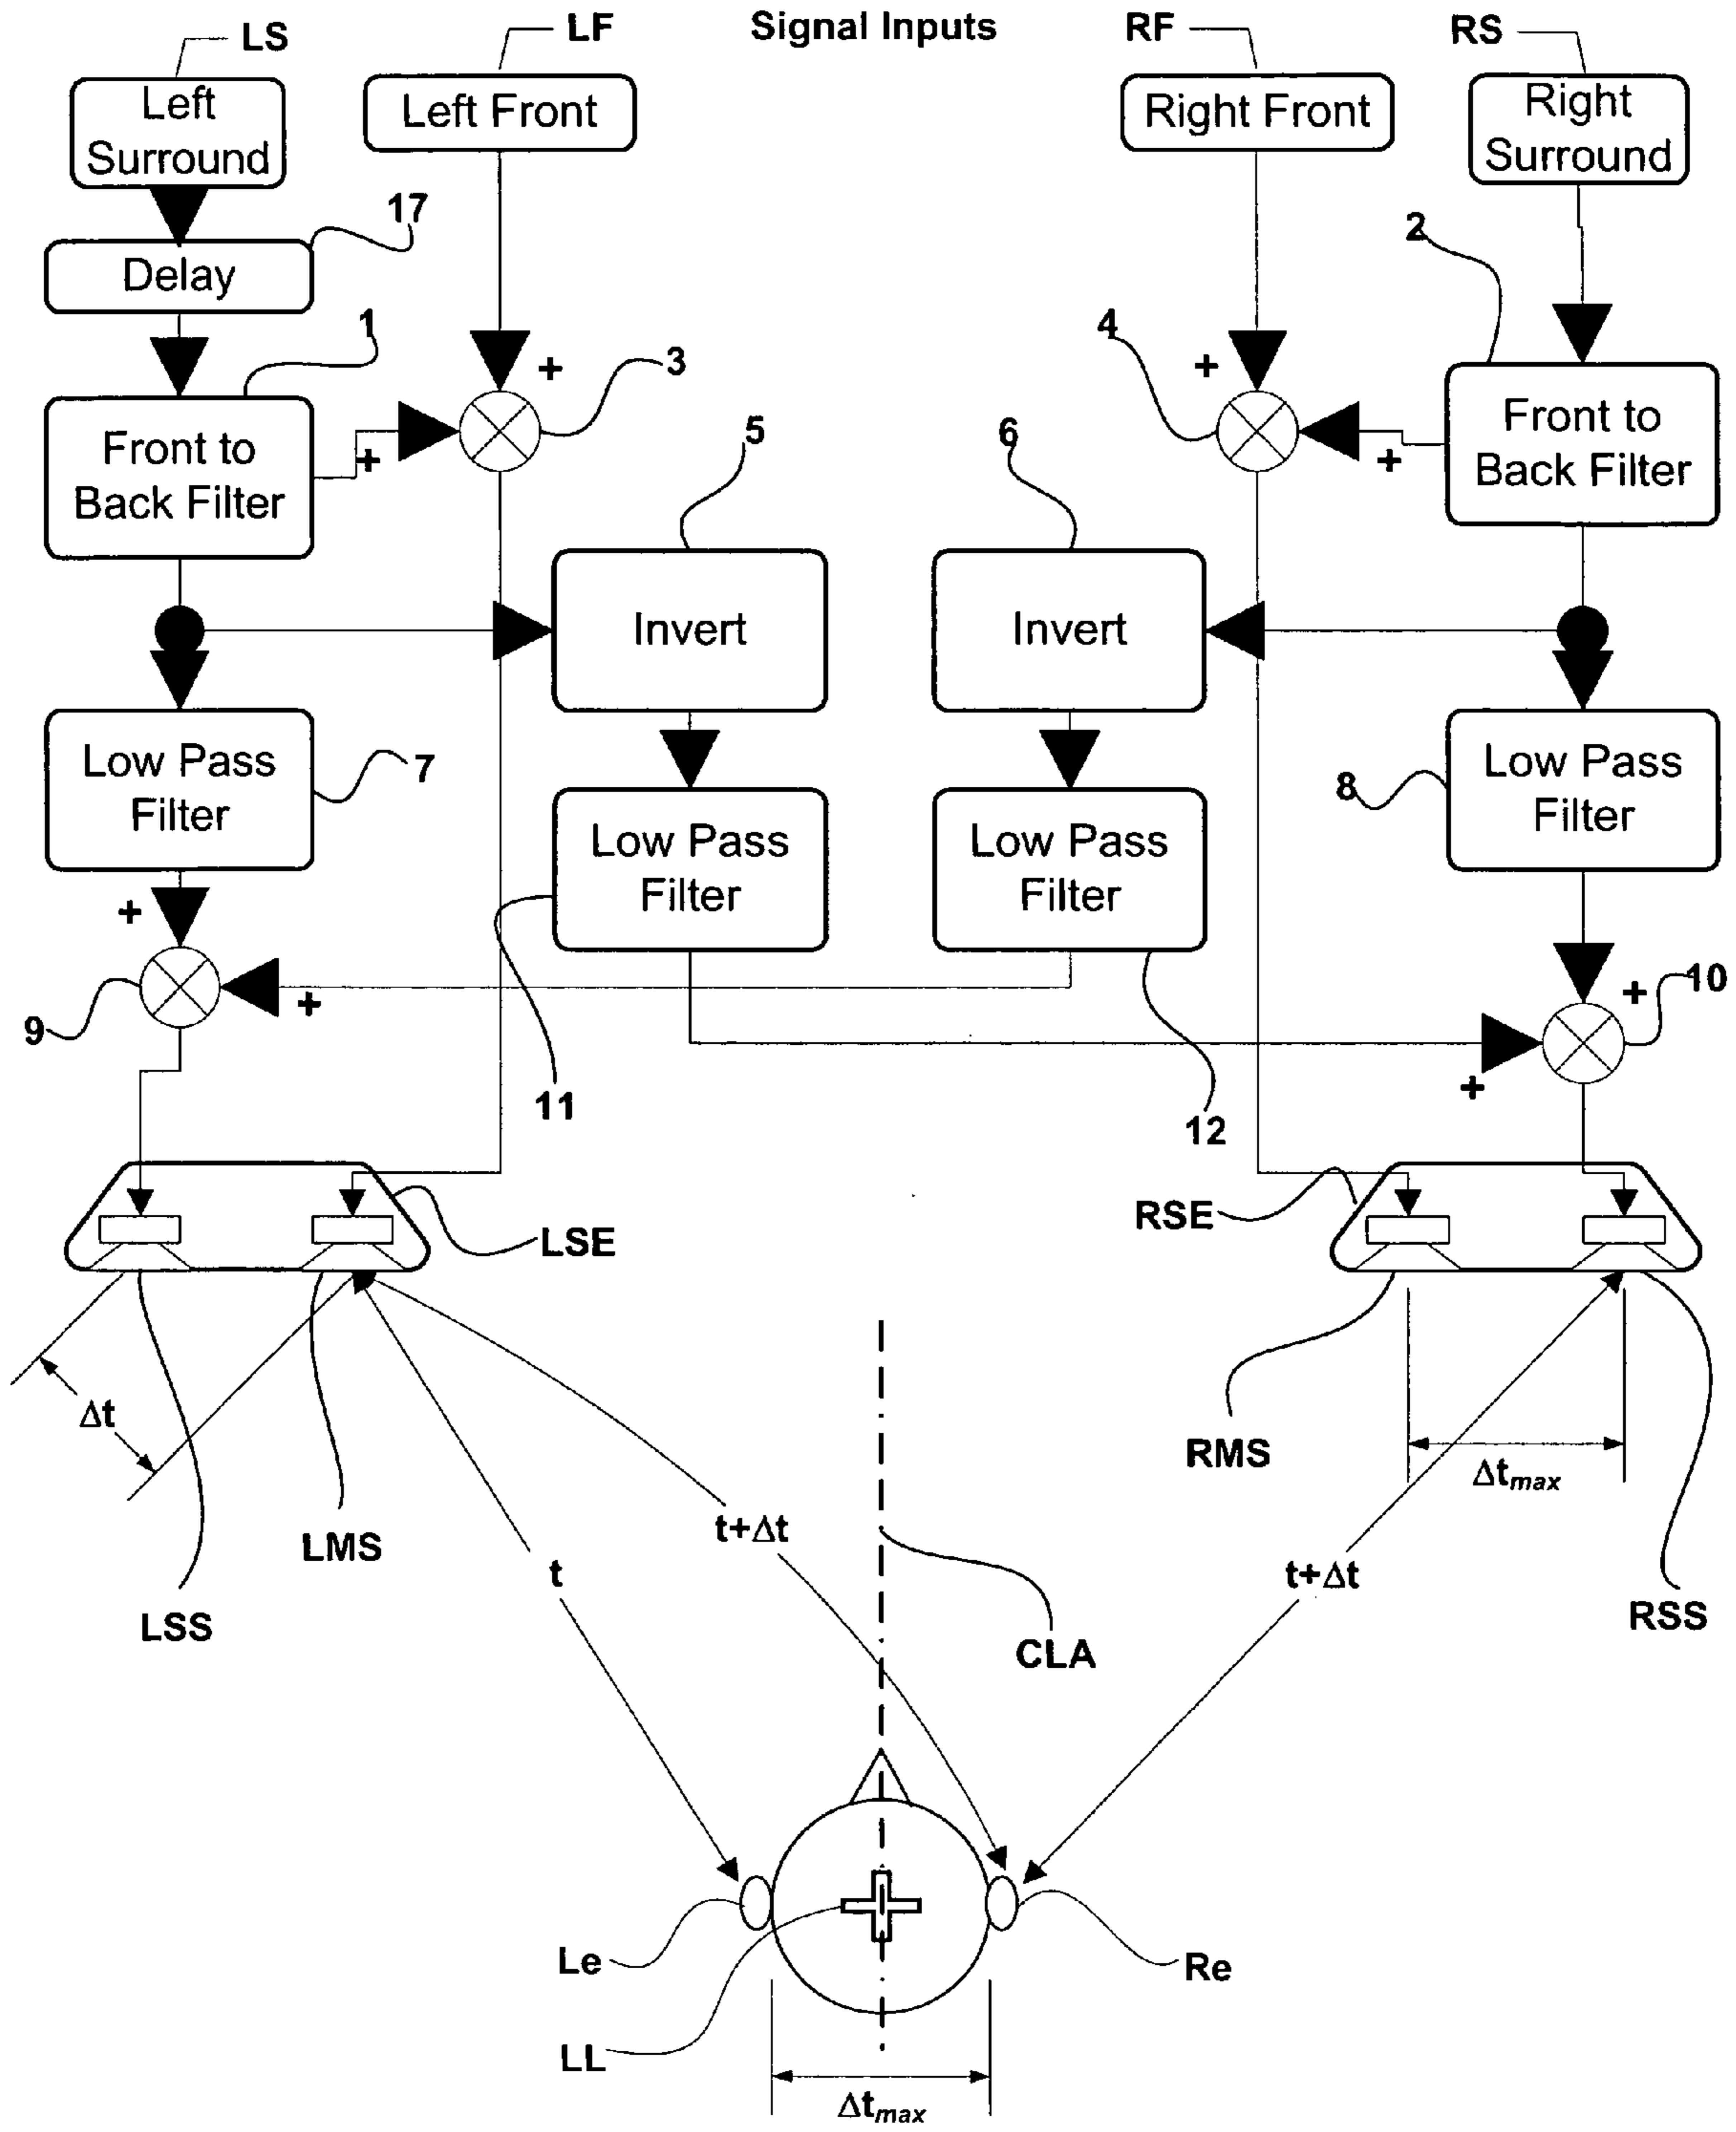 LS
LF
Signal Inputs
RF
RS
Left
Surround
Left Front
Right Front
Right
Surround
17
2
Delay
1
3
4
+
+
Front to
Back Filter
+
5
6
+
Front to
Back Filter
Invert
Invert
Low Pass
Filter
7
8
Low Pass
Filter
Low Pass
Filter
Low Pass
Filter
+
9
+
+
10
11
12
+
LSE
RSE
Δt
RMS
Δtmax
LMS
t+Δt
t
t+Δt
LSS
CLA
RSS
Le
Re
LL
Δtmax